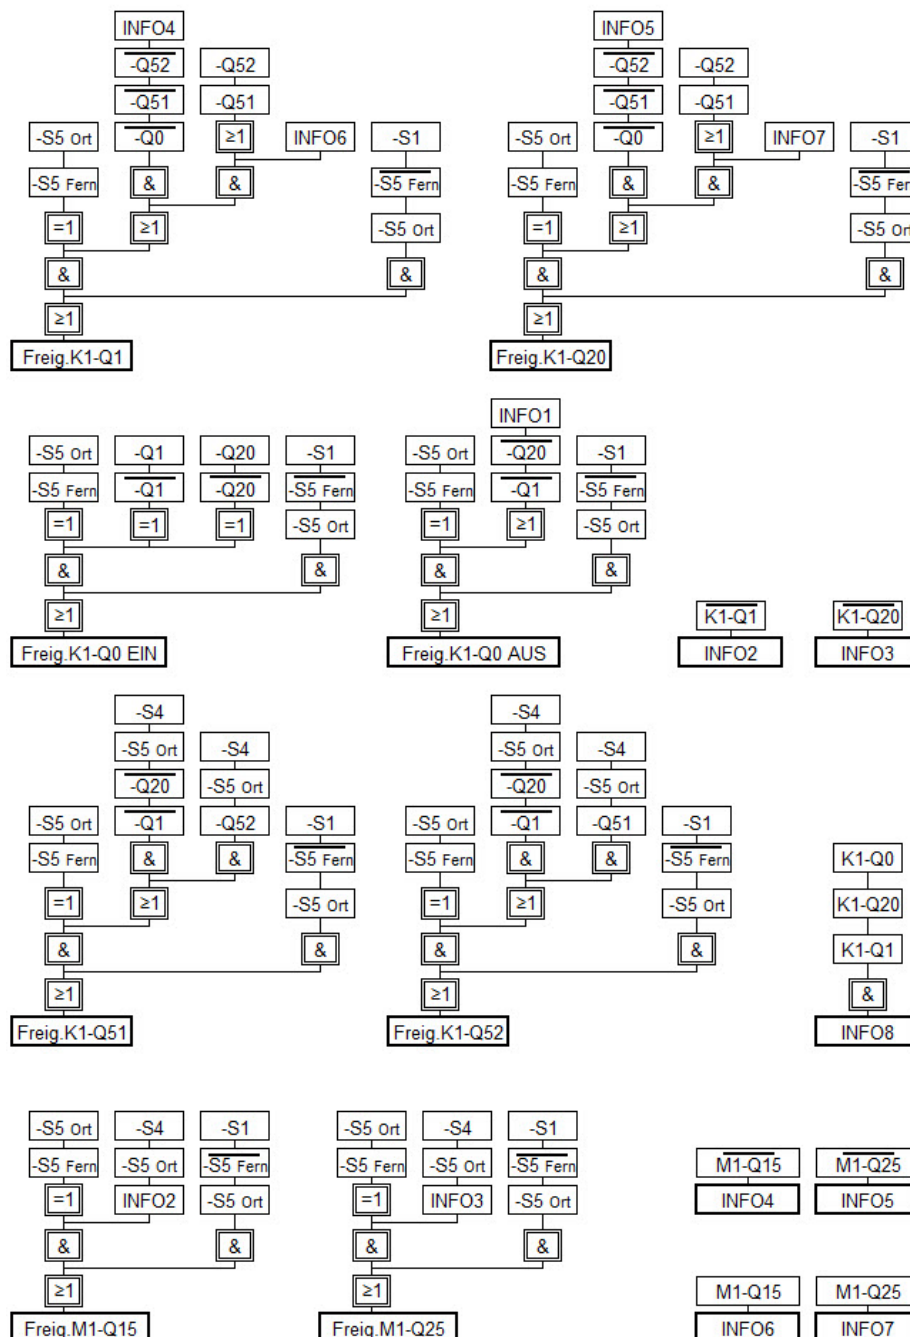 INFO4 INFO5
-Q52 -Q52 -Q52 -Q52
-Q51 -Q51 -Q51 -Q51
-S5 Ort -Q0 ≥1 INFO6 -S1 -S5 Ort -Q0 ≥1 INFO7 -S1
-S5 Fern & & -S5 Fern -S5 Fern & & -S5 Fer
=1 ≥1 -S5 Ort =1 ≥1 -S5 Ort
& & & &
≥1 ≥1
Freig.K1-Q1 Freig.K1-Q20
INFO1
-S5 Ort -Q1 -Q20 -S1 -S5 Ort -Q20 -S1
-S5 Fern -Q1 -Q20 -S5 Fern -S5 Fern -Q1 -S5 Fern
=1 =1 =1 -S5 Ort =1 ≥1 -S5 Ort
& & & &
≥1 ≥1 K1-Q1 K1-Q20
Freig.K1-Q0 EIN Freig.K1-Q0 AUS INFO2 INFO3
-S4 -S4
-S5 Ort -S4 -S5 Ort -S4
-Q20 -S5 Ort -Q20 -S5 Ort
-S5 Ort -Q1 -Q52 -S1 -S5 Ort -Q1 -Q51 -S1
-S5 Fern & & -S5 Fern -S5 Fern & & -S5 Fern K1-Q0
=1 ≥1 -S5 Ort =1 ≥1 -S5 Ort K1-Q20
& & & & K1-Q1
≥1 ≥1 &
Freig.K1-Q51 Freig.K1-Q52 INFO8
-S5 Ort -S4 -S1 -S5 Ort -S4 -S1
-S5 Fern -S5 Ort -S5 Fern -S5 Fern -S5 Ort -S5 Fern M1-Q15 M1-Q25
=1 INFO2 -S5 Ort =1 INFO3 -S5 Ort INFO4 INFO5
& & & &
≥1 ≥1 M1-Q15 M1-Q25
Freig.M1-Q15 Freig.M1-Q25 INFO6 INFO7